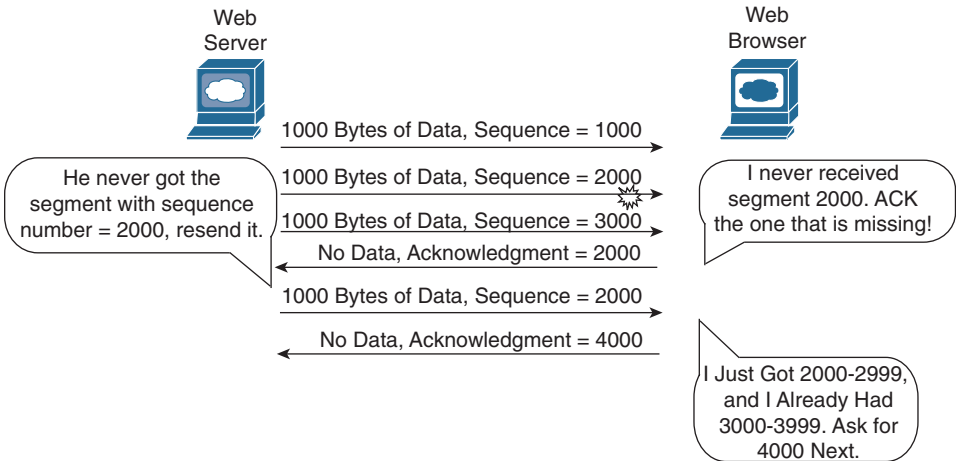 Web
Server
Web
Browser
1000 Bytes of Data, Sequence = 1000
He never got the
segment with sequence
number = 2000, resend it.
1000 Bytes of Data, Sequence = 2000
1000 Bytes of Data, Sequence = 3000
No Data, Acknowledgment = 2000
I never received
segment 2000. ACK
the one that is missing!
1000 Bytes of Data, Sequence = 2000
No Data, Acknowledgment = 4000
I Just Got 2000-2999,
and I Already Had
3000-3999. Ask for
4000 Next.